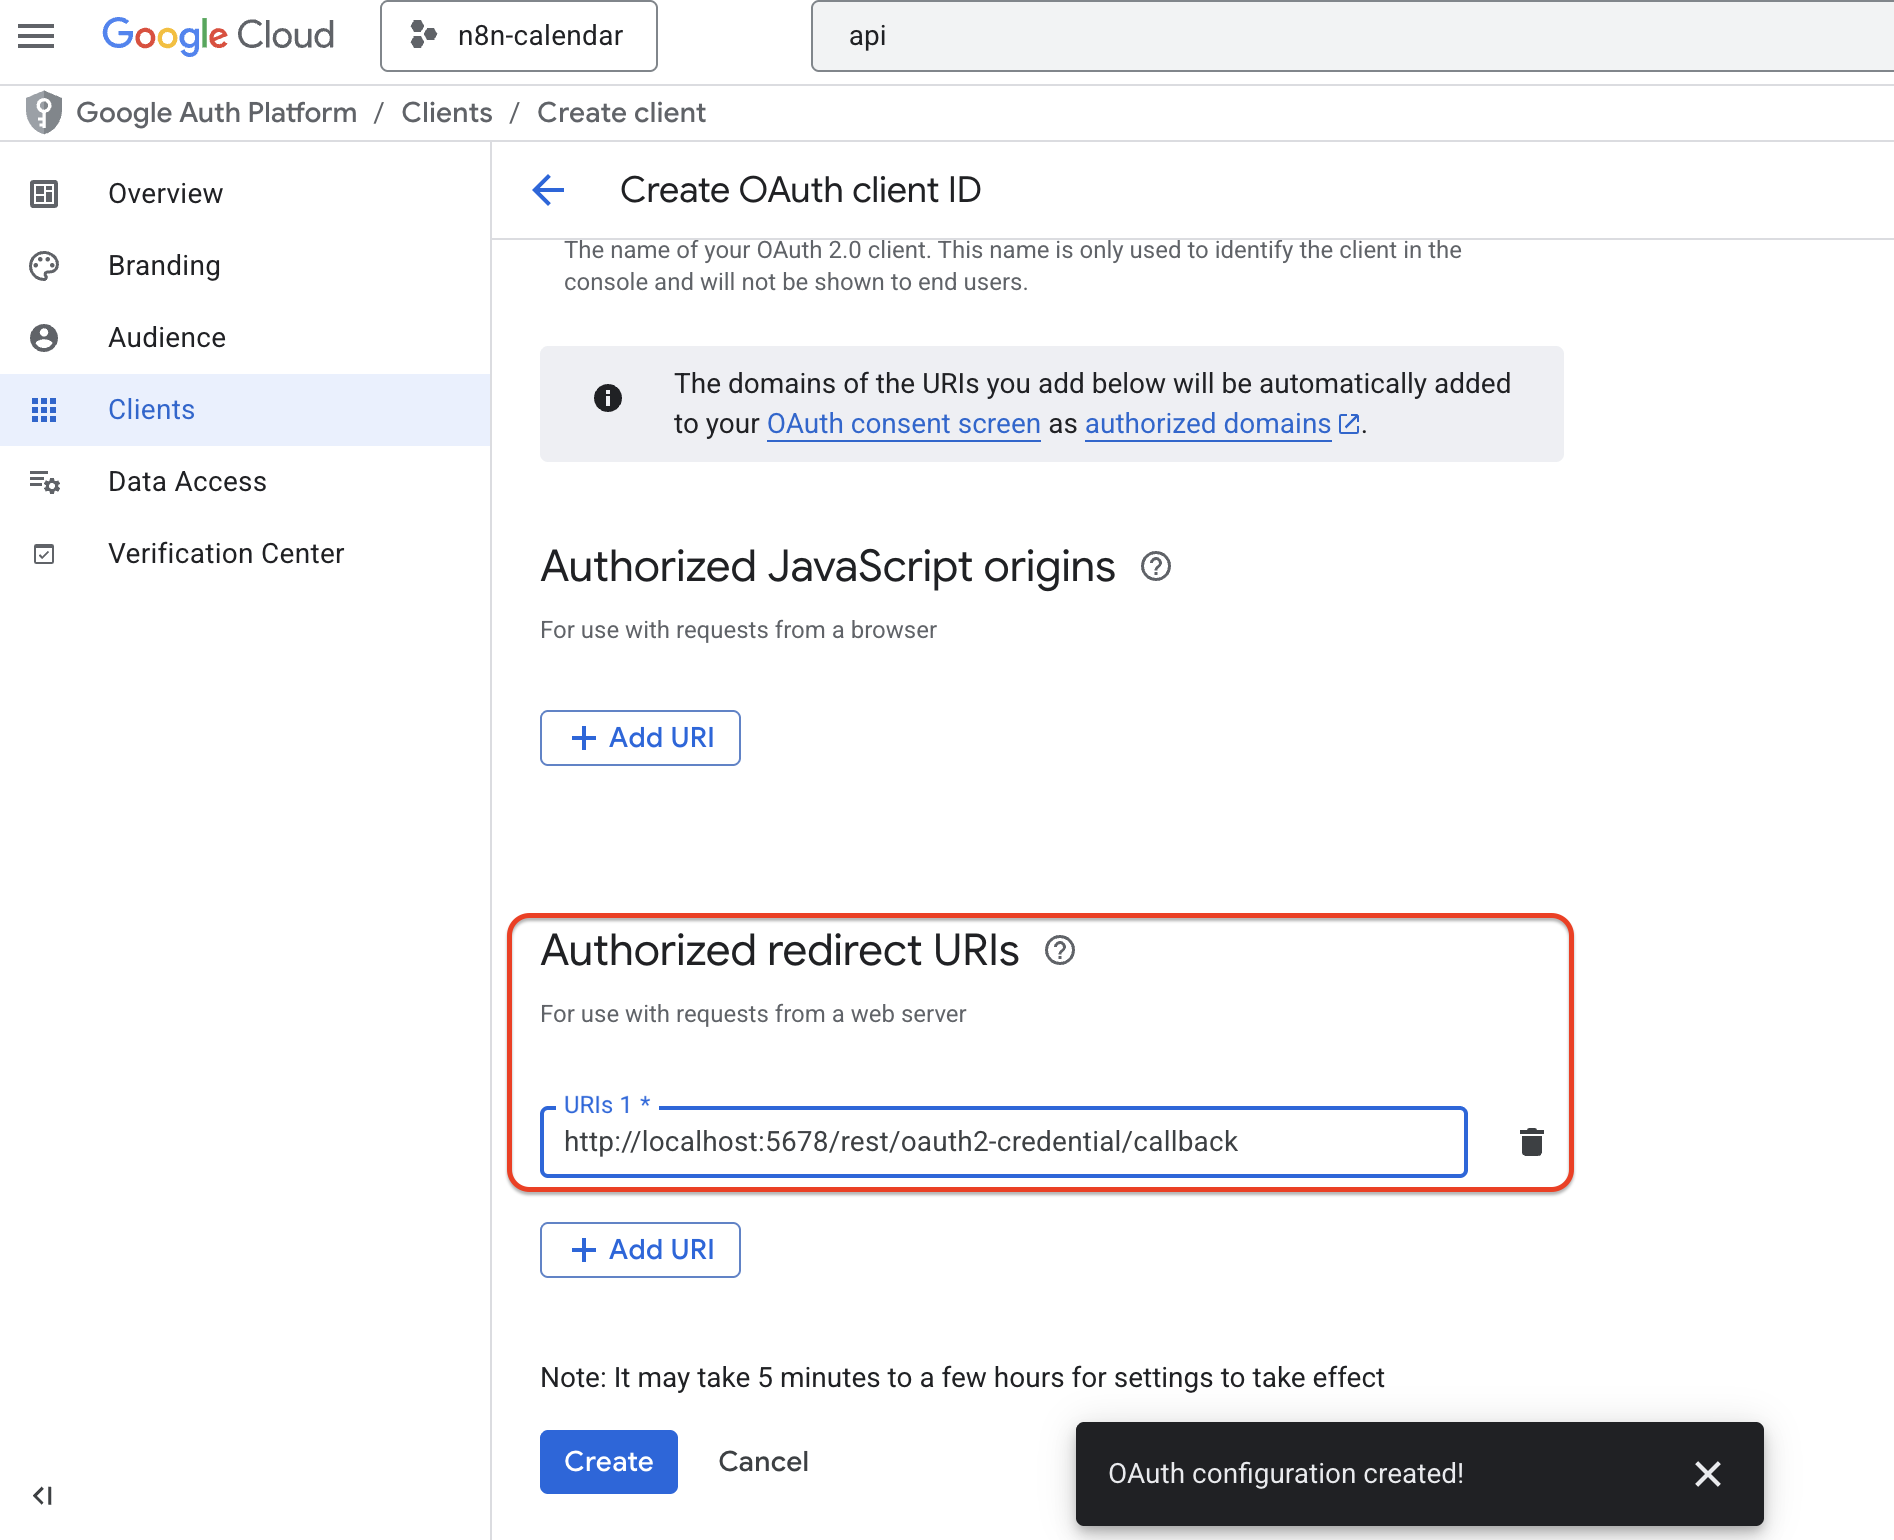 Google Cloud
n8n-calendar
api
Google Auth Platform / Clients / Create client
Overview
Branding
Audience
Clients
Data Access
Verification Center
Create OAuth client ID
The name of your OAuth 2.0 client. This name is only used to identify the client in the
console and will not be shown to end users.
The domains of the URIs you add below will be automatically added
to your OAuth consent screen as authorized domains.
Authorized JavaScript origins
For use with requests from a browser
Add URI
Authorized redirect URIs
For use with requests from a web server
URIs 1 *
http://localhost:5678/rest/oauth2-credential/callback
Add URI
Note: It may take 5 minutes to a few hours for settings to take effect
Create
Cancel
OAuth configuration created!